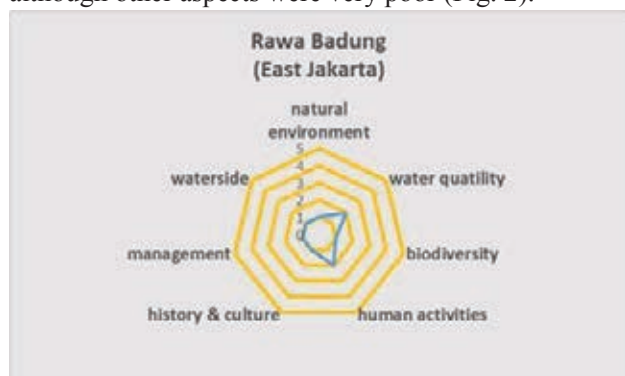 although other aspects were very poor (Fig. 2).
Rawa Badung
(East Jakarta)
natural
environment
5
4
3
2
1
0
waterside
water quatility
management
biodiversity
history & culture
human activities